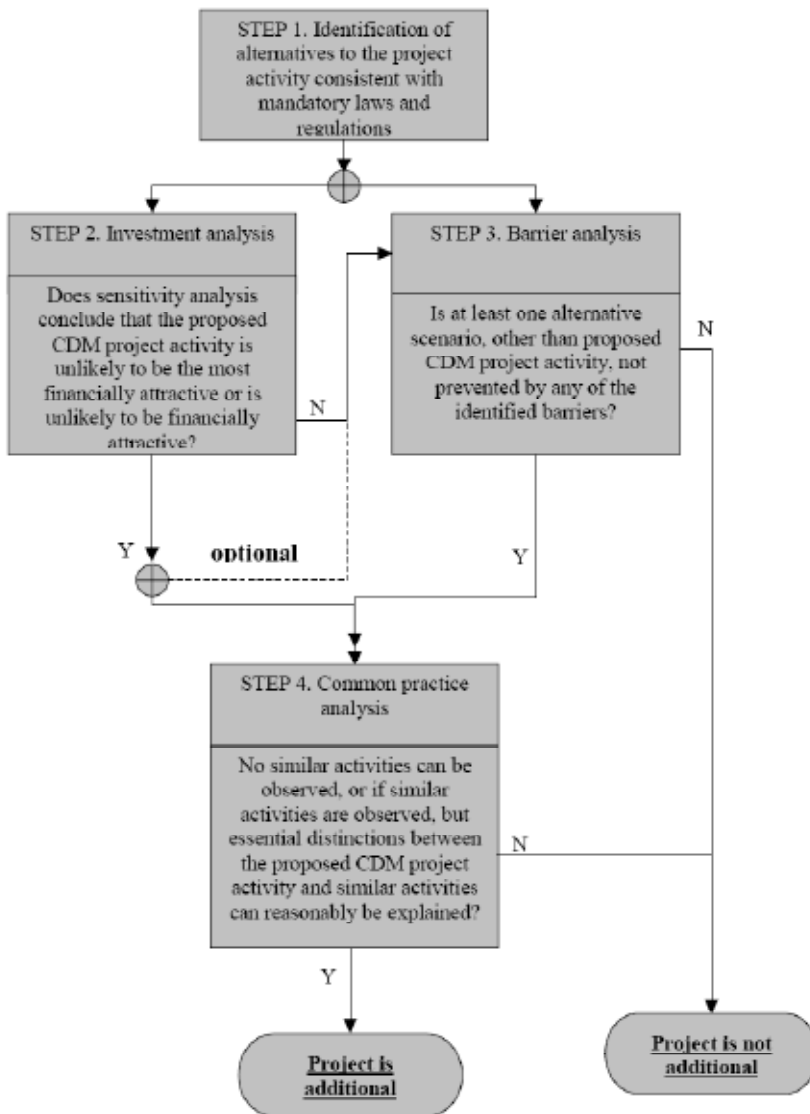 STEP 1. Identification of
alternatives to the project
activity consistent with
mandatory laws and
regulations
STEP 2. Investment analysis
Does sensitivity analysis
conclude that the proposed
CDM project activity is
unlikely to be the most
financially attractive or is
unlikely to be financially
attractive?
N
Y
optional
STEP 3. Barrier analysis
Is at least one alternative
scenario, other than proposed
CDM project activity, not
prevented by any of the
identified barriers?
N
Y
STEP 4. Common practice
analysis
No similar activities can be
observed, or if similar
activities are observed, but
essential distinctions between
the proposed CDM project
activity and similar activities
can reasonably be explained?
N
Y
Project is
additional
Project is not
additional